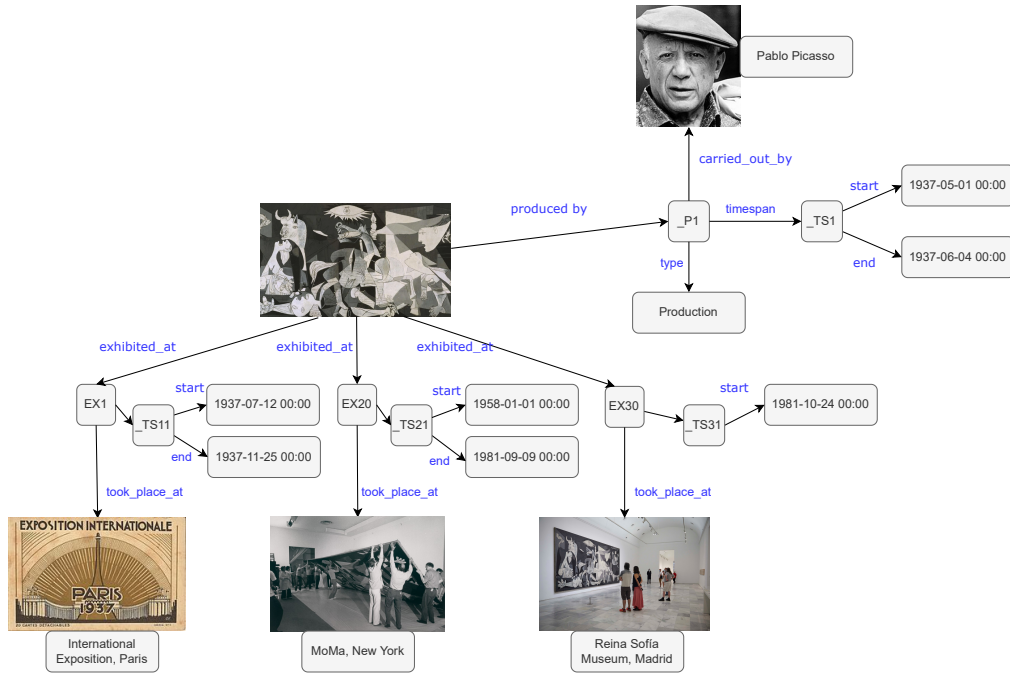 Pablo Picasso
carried_out_by
1937-05-01 00:00
start
produced by
_P1
timespan
_TS1
1937-06-04 00:00
end
type
Production
exhibited_at
exhibited_at
exhibited_at
start
1937-07-12 00:00
start
1958-01-01 00:00
start
1981-10-24 00:00
EX1
_TS11
EX20
_TS21
EX30
_TS31
end
1937-11-25 00:00
end
1981-09-09 00:00
took_place_at
took_place_at
took_place_at
EXPOSITION INTERNATIONALE
PARIS
1937
International
Exposition, Paris
MoMa, New York
Reina Sofía
Museum, Madrid